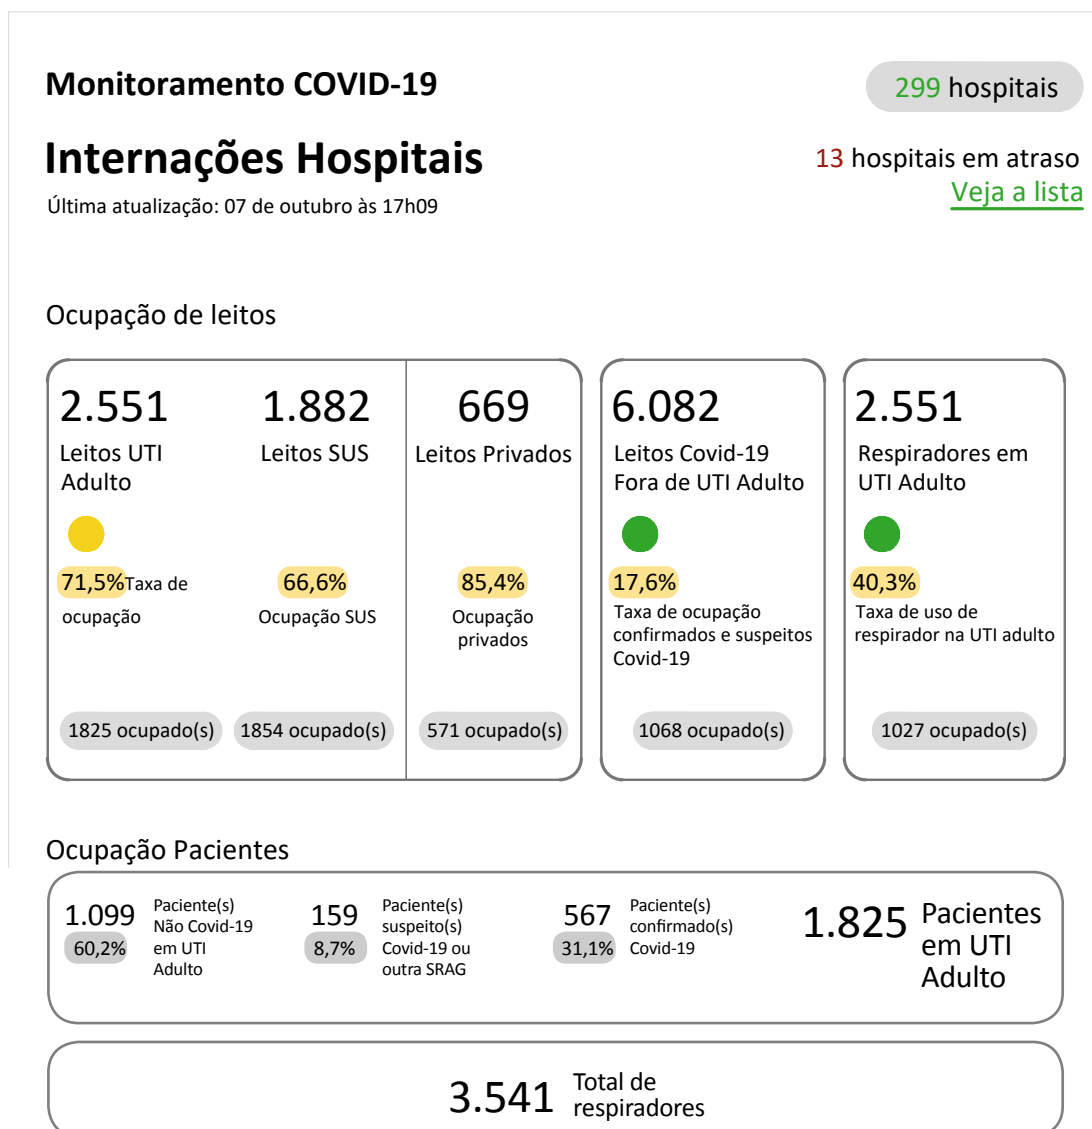 Monitoramento COVID-19
299 hospitais
Internações Hospitais
13 hospitais em atraso
Veja a lista
Última atualização: 07 de outubro às 17h09
Ocupação de leitos
2.551
Leitos UTI
Adulto
71,5% Taxa de
ocupação
1825 ocupado(s)
1.882
Leitos SUS
66,6%
Ocupação SUS
1854 ocupado(s)
669
Leitos Privados
85,4%
Ocupação
privados
571 ocupado(s)
6.082
Leitos Covid-19
Fora de UTI Adulto
17,6%
Taxa de ocupação
confirmados e suspeitos
Covid-19
1068 ocupado(s)
2.551
Respiradores em
UTI Adulto
40,3%
Taxa de uso de
respirador na UTI adulto
1027 ocupado(s)
Ocupação Pacientes
1.099
60,2%
Paciente(s)
Não Covid-19
em UTI
Adulto
159
8,7%
Paciente(s)
suspeito(s)
Covid-19 ou
outra SRAG
567
31,1%
Paciente(s)
confirmado(s)
Covid-19
1.825
Pacientes
em UTI
Adulto
3.541
Total de
respiradores